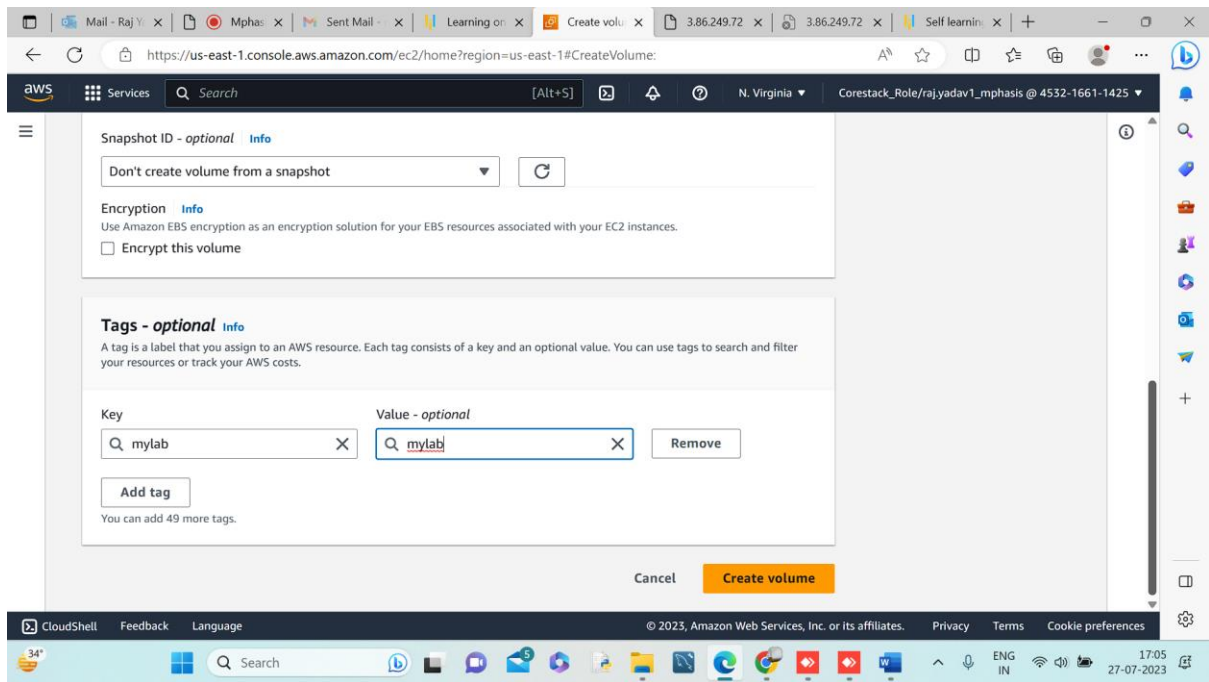 Mail - Raj Y
Mphas
Sent Mail -
Learning on
Create volu
3.86.249.72
3.86.249.72
Self learnin
https://us-east-1.console.aws.amazon.com/ec2/home?region=us-east-1#CreateVolume:
aws
Services
Search
[Alt+S]
N. Virginia
Corestack_Role/raj.yadav1_mphasis @ 4532-1661-1425
Snapshot ID - optional Info
Don't create volume from a snapshot
Encryption Info
Use Amazon EBS encryption as an encryption solution for your EBS resources associated with your EC2 instances.
Encrypt this volume
Tags - optional Info
A tag is a label that you assign to an AWS resource. Each tag consists of a key and an optional value. You can use tags to search and filter
your resources or track your AWS costs.
Key
Value - optional
mylab
mylab
Remove
Add tag
You can add 49 more tags.
Cancel
Create volume
CloudShell
Feedback
Language
© 2023, Amazon Web Services, Inc. or its affiliates.
Privacy
Terms
Cookie preferences
34°
Search
5
ENG
IN
17:05
27-07-2023